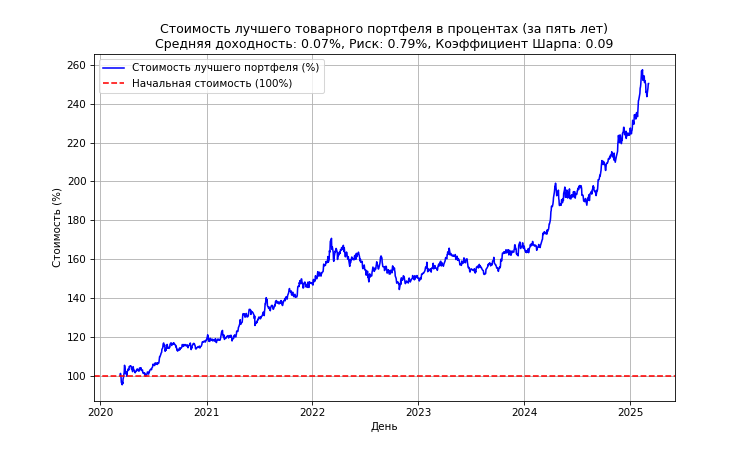 Стоимость лучшего товарного портфеля в процентах (за пять лет)
Средняя доходность: 0.07%, Риск: 0.79%, Коэффициент Шарпа: 0.09
Стоимость лучшего портфеля (%)
Начальная стоимость (100%)
Стоимость (%)
260
240
220
200
180
160
140
120
100
2020
2021
2022
2023
2024
2025
День